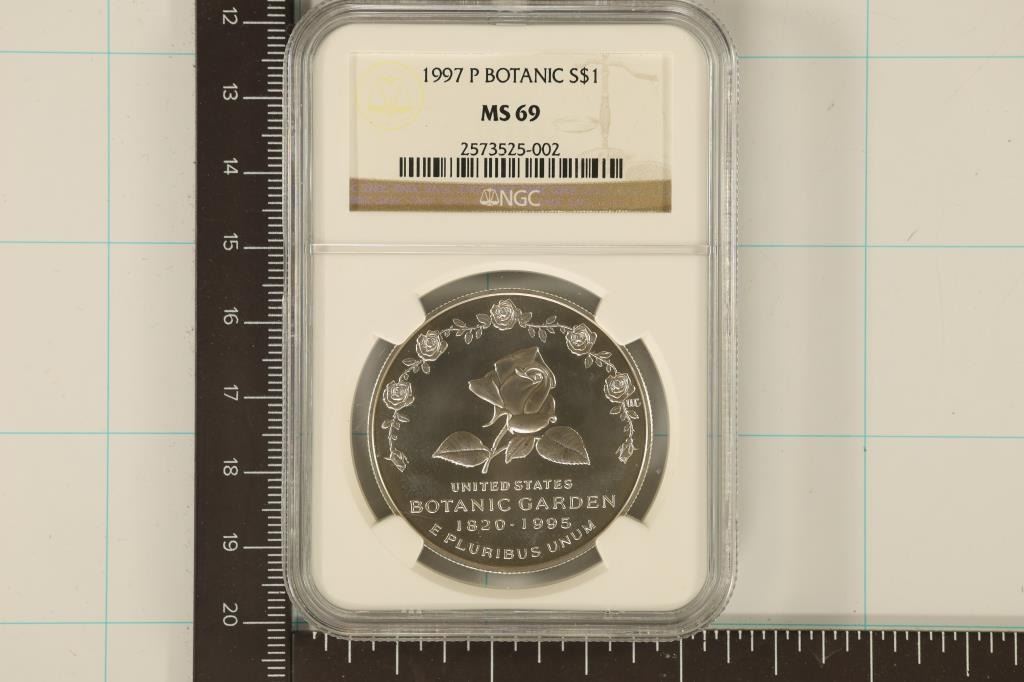 12
13
14
15
16
17
18
19
20
1997 P BOTANIC S$1
MS 69
2573525-002
NGC
UNITED STATES
BOTANIC GARDEN
1820-1995
E PLURIBUS UNUM